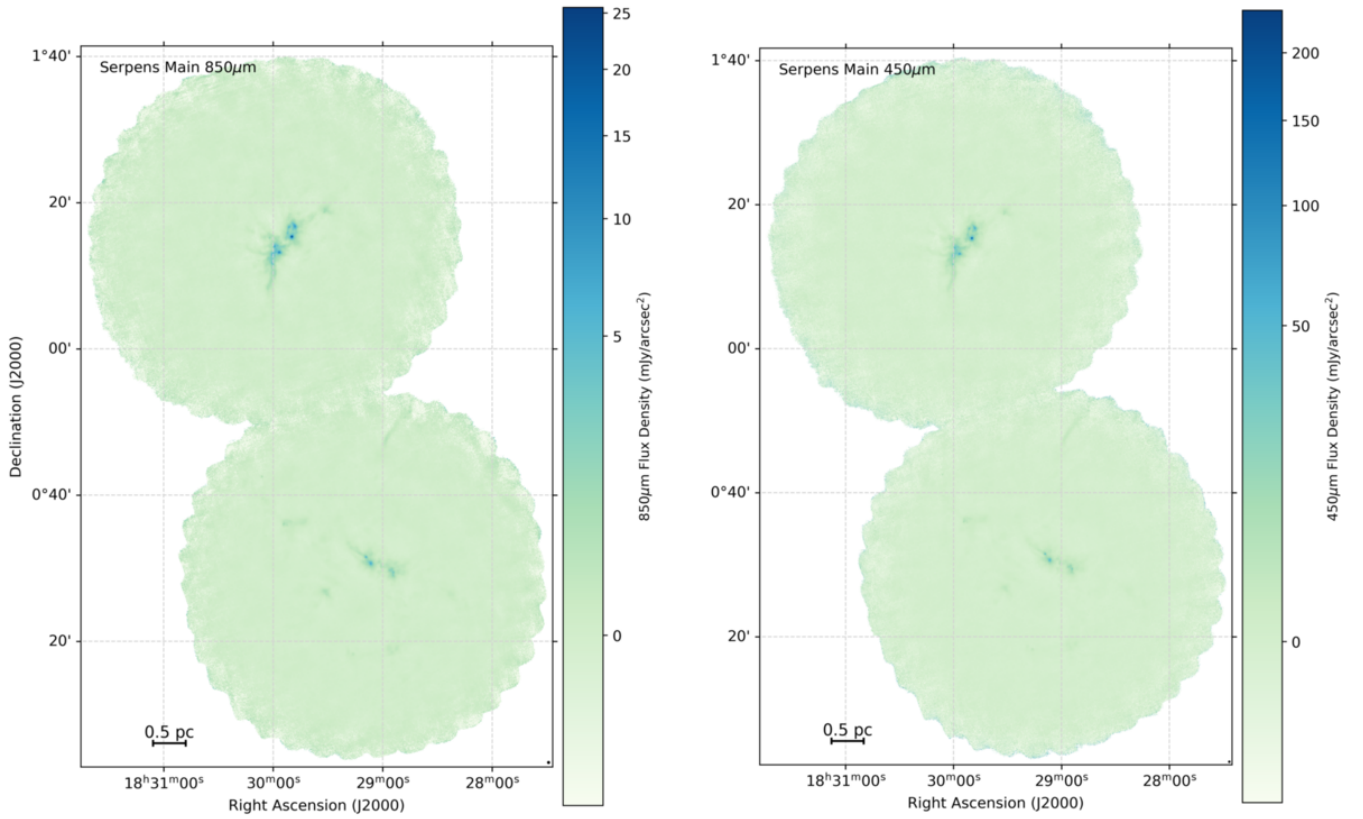 Serpens Main 850μm
1°40'
20'
00'
0°40'
20'
Declination (J2000)
0.5 pc
18ʰ31ᵐ00ˢ
30ᵐ00ˢ
29ᵐ00ˢ
28ᵐ00ˢ
Right Ascension (J2000)
25
20
15
10
5
0
850μm Flux Density (mJy/arcsec²)
Serpens Main 450μm
1°40'
20'
00'
0°40'
20'
0.5 pc
18ʰ31ᵐ00ˢ
30ᵐ00ˢ
29ᵐ00ˢ
28ᵐ00ˢ
Right Ascension (J2000)
200
150
100
50
0
450μm Flux Density (mJy/arcsec²)